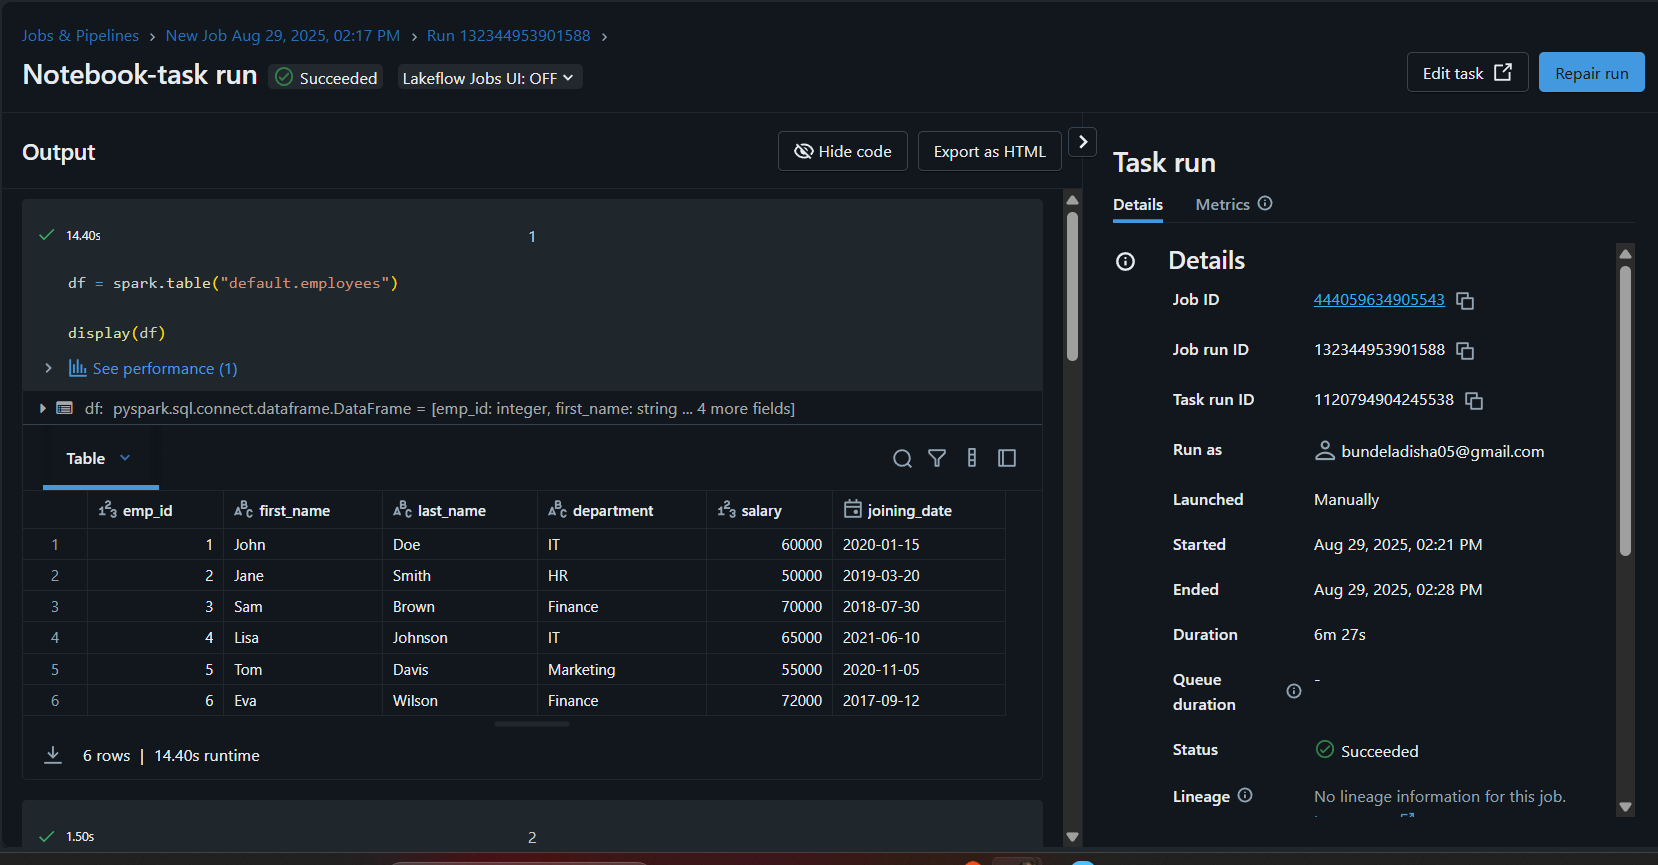 Jobs & Pipelines > New Job Aug 29, 2025, 02:17 PM > Run 132344953901588 >
Notebook-task run Succeeded Lakeflow Jobs UI: OFF
Edit task Repair run
Output Hide code Export as HTML
14.40s 1
df = spark.table("default.employees")
display(df)
See performance (1)
df: pyspark.sql.connect.dataframe.DataFrame = [emp_id: integer, first_name: string ... 4 more fields]
Table
emp_id first_name last_name department salary joining_date
1 1 John Doe IT 60000 2020-01-15
2 2 Jane Smith HR 50000 2019-03-20
3 3 Sam Brown Finance 70000 2018-07-30
4 4 Lisa Johnson IT 65000 2021-06-10
5 5 Tom Davis Marketing 55000 2020-11-05
6 6 Eva Wilson Finance 72000 2017-09-12
6 rows | 14.40s runtime
1.50s 2
Task run
Details Metrics
Details
Job ID 444059634905543
Job run ID 132344953901588
Task run ID 1120794904245538
Run as bundeladisha05@gmail.com
Launched Manually
Started Aug 29, 2025, 02:21 PM
Ended Aug 29, 2025, 02:28 PM
Duration 6m 27s
Queue duration -
Status Succeeded
Lineage No lineage information for this job.